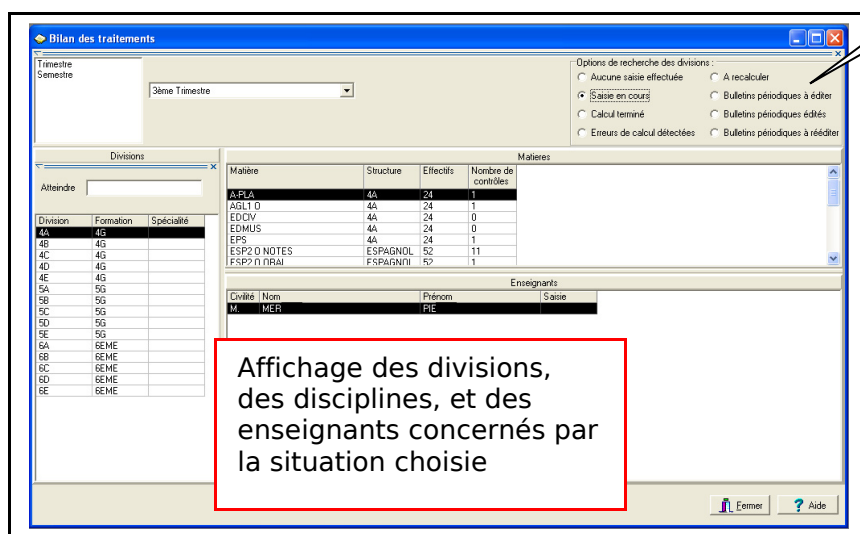 Bilan des traitements
Trimestre
Semestre
3ème Trimestre
Options de recherche des divisions :
Aucune saisie effectuée
A recalculer
Saisie en cours
Bulletins périodiques à éditer
Calcul terminé
Bulletins périodiques édités
Erreurs de calcul détectées
Bulletins périodiques à rééditer
Divisions
Atteindre
Division Formation Spécialité
4A 4G
4B 4G
4C 4G
4D 4G
4E 4G
5A 5G
5B 5G
5C 5G
5D 5G
5E 5G
6A 6EME
6B 6EME
6C 6EME
6D 6EME
6E 6EME
Matieres
Matière Structure Effectifs Nombre de
contrôles
A-PLA 4A 24 1
AGL1 O 4A 24 1
EDCIV 4A 24 0
EDMUS 4A 24 0
EPS 4A 24 1
ESP2 O NOTES ESPAGNOL 52 11
ESP2 O ORAL ESPAGNOL 52 1
Enseignants
Civilité Nom Prénom Saisie
M. MER PIE
Affichage des divisions,
des disciplines, et des
enseignants concernés par
la situation choisie
Fermer
? Aide